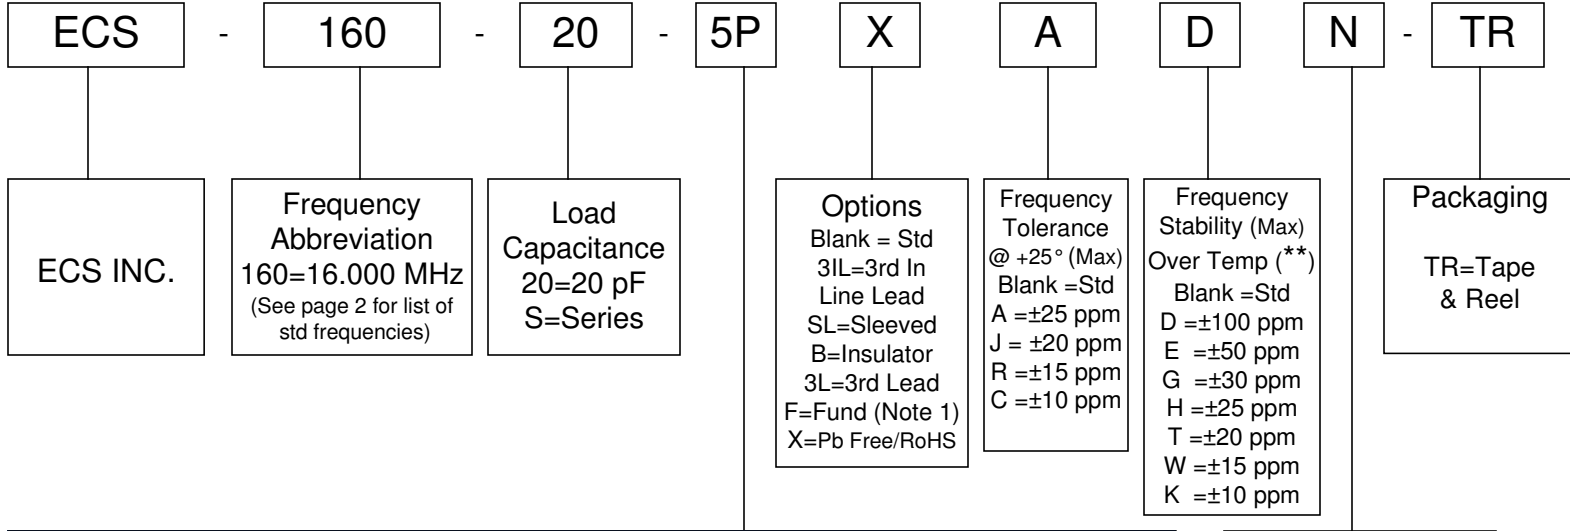 ECS - 160 - 20 - 5P X A D N - TR
ECS INC.
Frequency
Abbreviation
160=16.000 MHz
(See page 2 for list of
std frequencies)
Load
Capacitance
20=20 pF
S=Series
Options
Blank = Std
3IL=3rd In
Line Lead
SL=Sleeved
B=Insulator
3L=3rd Lead
F=Fund (Note 1)
X=Pb Free/RoHS
Frequency
Tolerance
@ +25° (Max)
Blank =Std
A =±25 ppm
J = ±20 ppm
R =±15 ppm
C =±10 ppm
Frequency
Stability (Max)
Over Temp (**)
Blank =Std
D =±100 ppm
E =±50 ppm
G =±30 ppm
H =±25 ppm
T =±20 ppm
W =±15 ppm
K =±10 ppm
Packaging
TR=Tape
& Reel